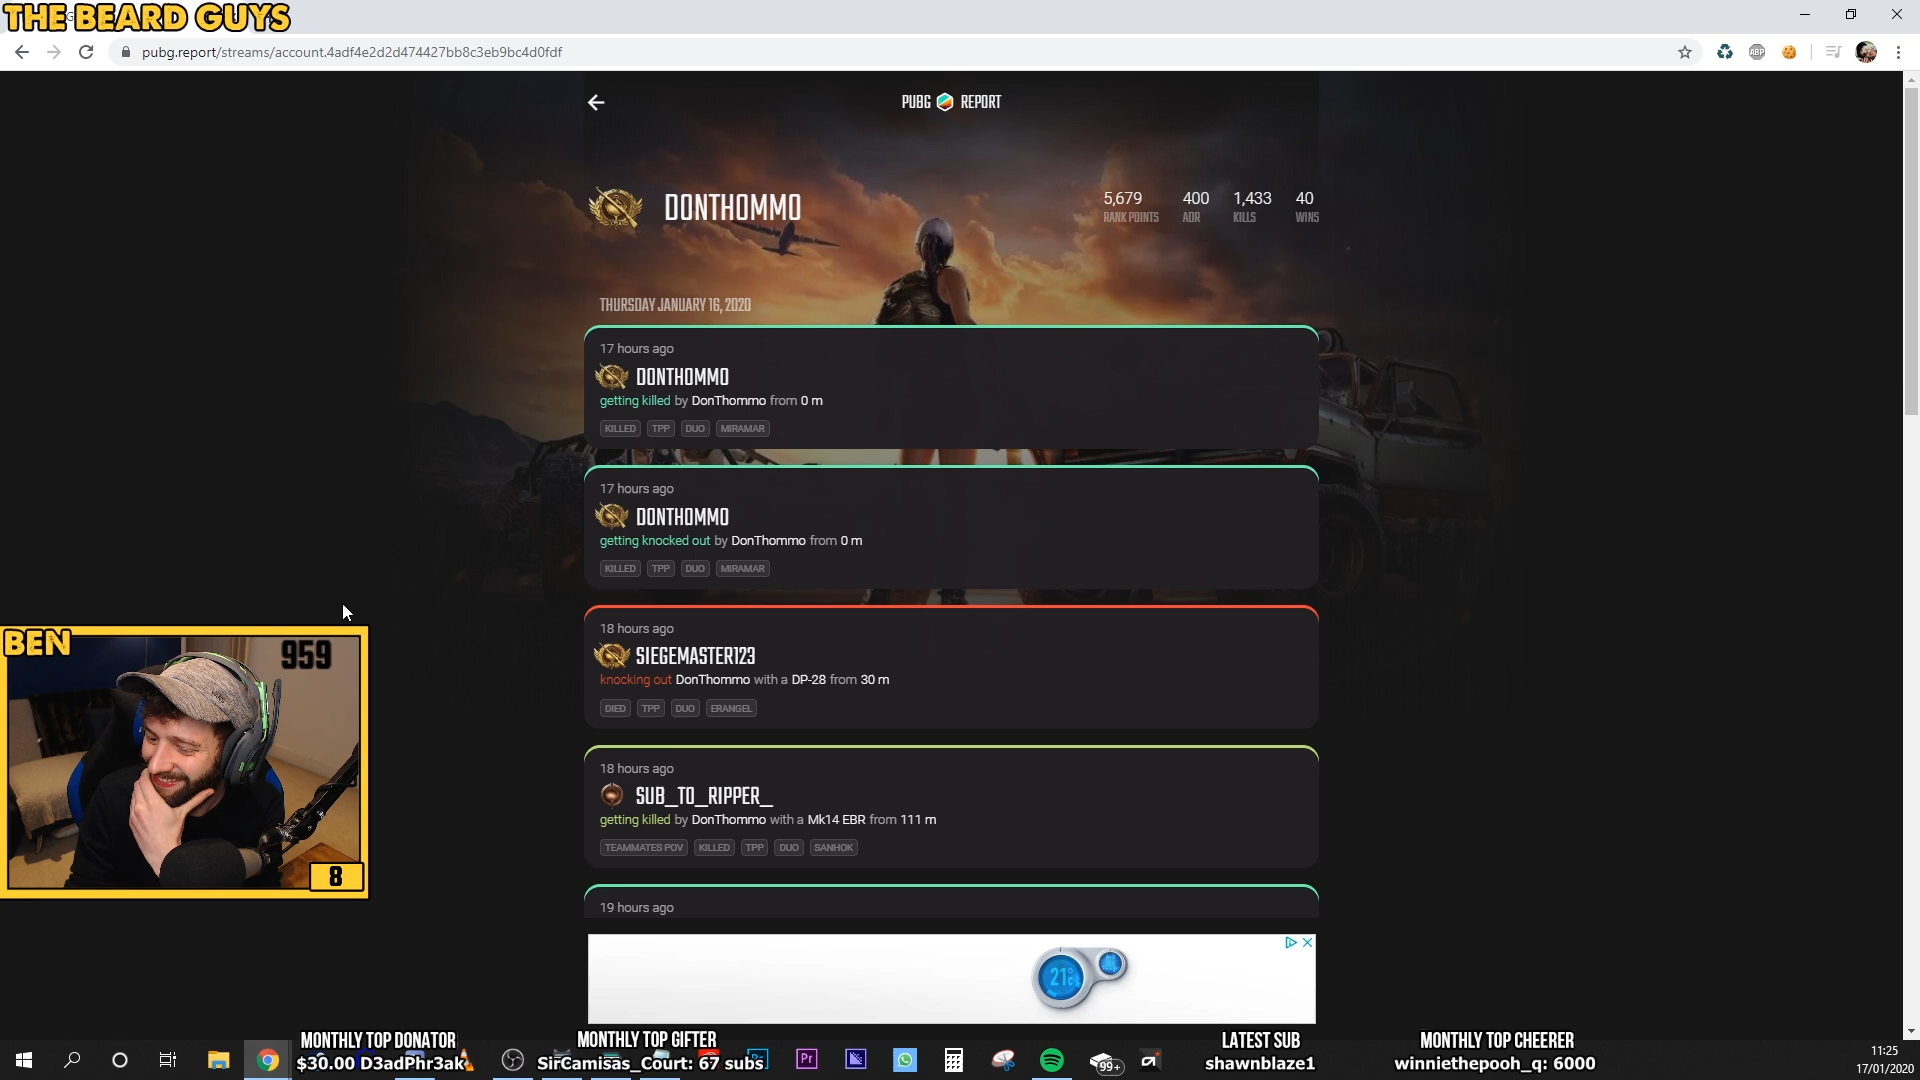 THE BEARD GUYS
pubg.report/streams/account.4adf4e2d2d474427bb8c3eb9bc4d0fdf
ABP
PUBG REPORT
DONTHOMMO
5,679 400 1,433 40
RANK POINTS ADR KILLS WINS
THURSDAY JANUARY 16, 2020
17 hours ago
DONTHOMMO
getting killed by DonThommo from 0 m
KILLED TPP DUO MIRAMAR
17 hours ago
DONTHOMMO
getting knocked out by DonThommo from 0 m
KILLED TPP DUO MIRAMAR
18 hours ago
SIEGEMASTER123
knocking out DonThommo with a DP-28 from 30 m
DIED TPP DUO ERANGEL
18 hours ago
SUB_TO_RIPPER_
getting killed by DonThommo with a Mk14 EBR from 111 m
TEAMMATES POV KILLED TPP DUO SANHOK
19 hours ago
BEN
959
8
21°c
MONTHLY TOP DONATOR
$30.00 D3adPhr3ak
MONTHLY TOP GIFTER
SirCamisas_Court: 67 subs
Pr
99+
LATEST SUB
shawnblaze1
MONTHLY TOP CHEERER
winniethepooh_q: 6000
11:25
17/01/2020